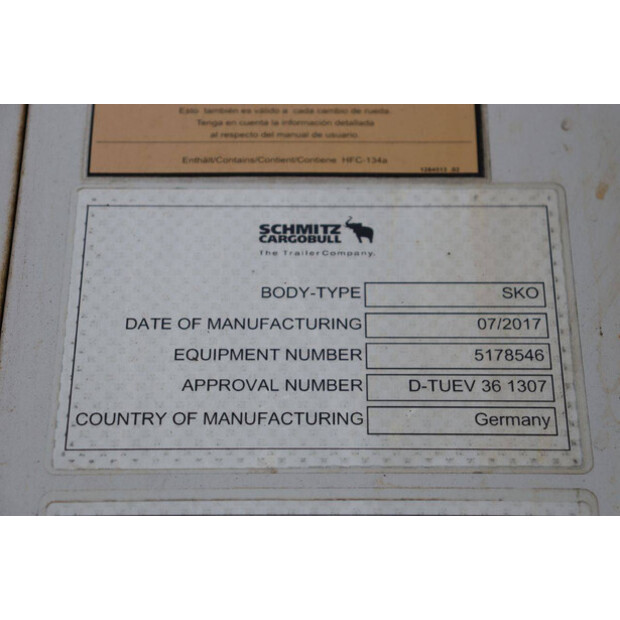 Esto también es válido a cada cambio de rueda.
Tenga en cuenta la información detallada
al respecto del manual de usuario
Enthält/Contains/Contient/Contiene HFC-134a
SCHMITZ
CARGOBULL
The TrailerCompany.
BODY-TYPE SKO
DATE OF MANUFACTURING 07/2017
EQUIPMENT NUMBER 5178546
APPROVAL NUMBER D-TUEV 36 1307
COUNTRY OF MANUFACTURING Germany